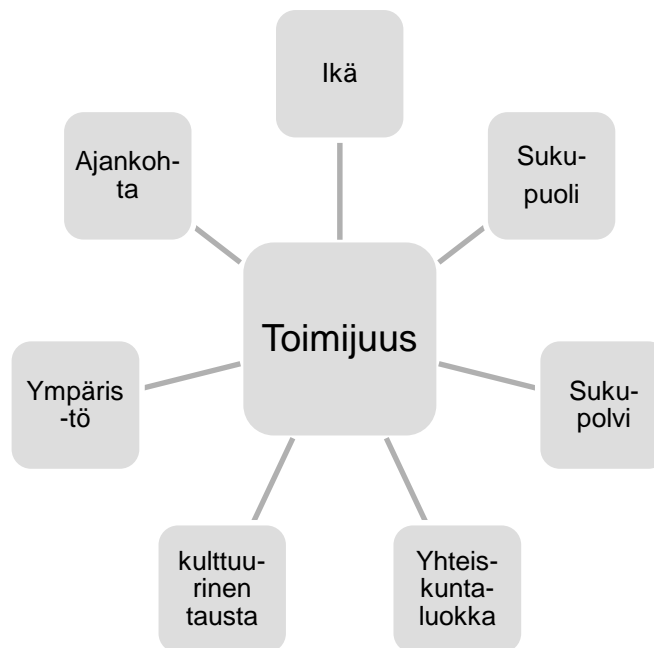 Ikä
Ajankoh-
ta
Suku-
puoli
Toimijuus
Ympäris
-tö
Suku-
polvi
kulttuu-
rinen
tausta
Yhteis-
kunta-
luokka